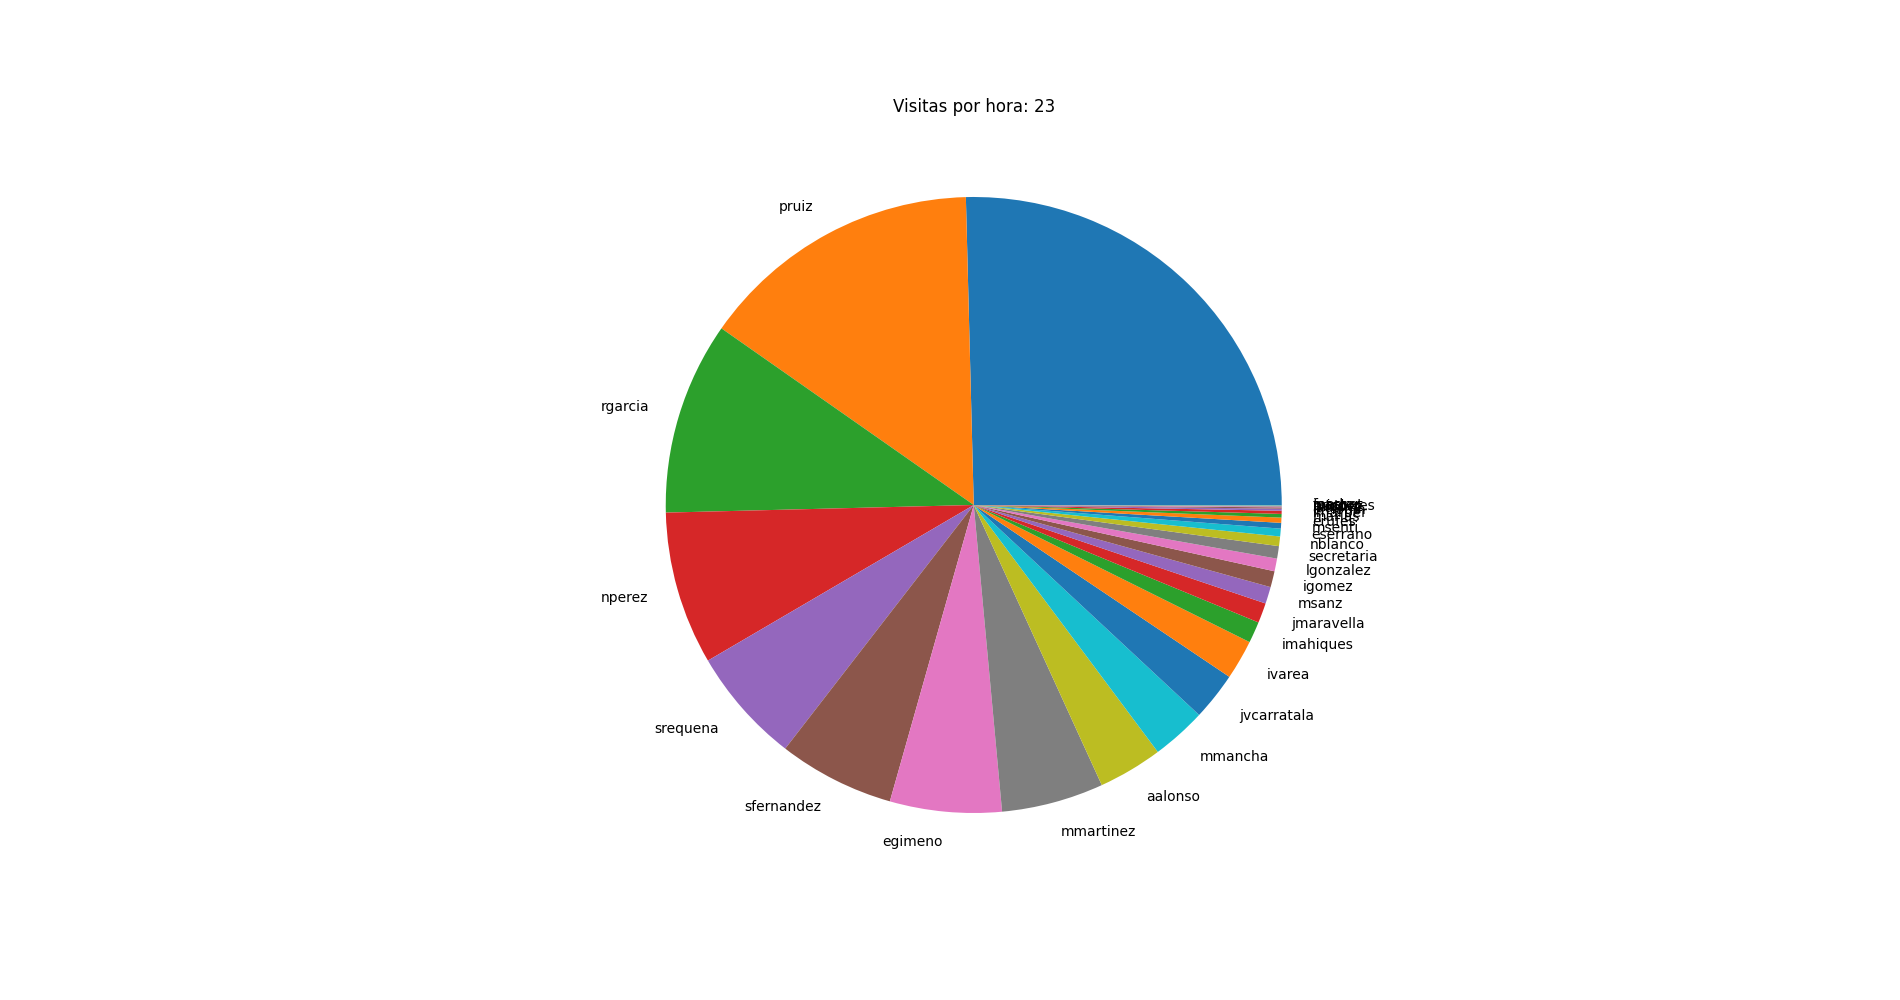 Visitas por hora: 23
pruiz
rgarcia
nperez
srequena
sfernandez
egimeno
mmartinez
aalonso
mmancha
jvcarratala
ivarea
imahiques
jmaravella
msanz
igomez
lgonzalez
secretaria
nblanco
eserrano
msenti